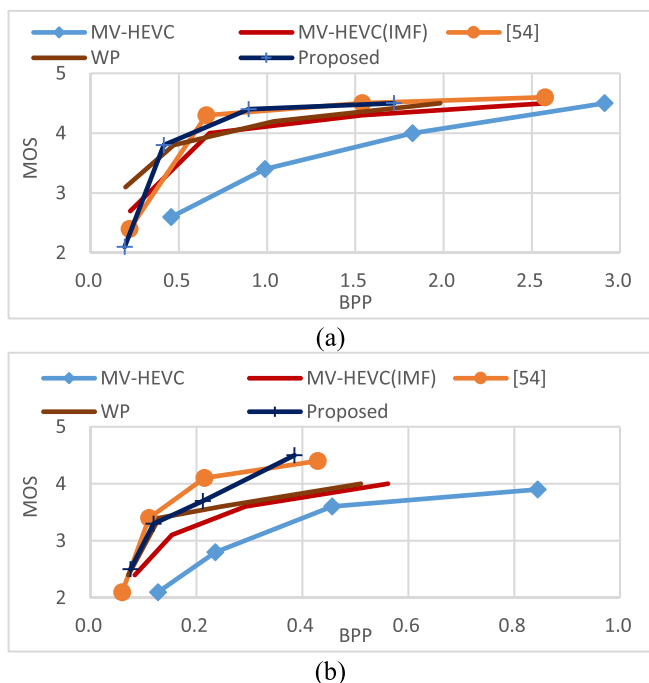 MV-HEVC MV-HEVC(IMF) [54]
WP Proposed
5
4
3
2
MOS
0.0 0.5 1.0 1.5 2.0 2.5 3.0
BPP
(a)
MV-HEVC MV-HEVC(IMF) [54]
WP Proposed
5
4
3
2
MOS
0.0 0.2 0.4 0.6 0.8 1.0
BPP
(b)